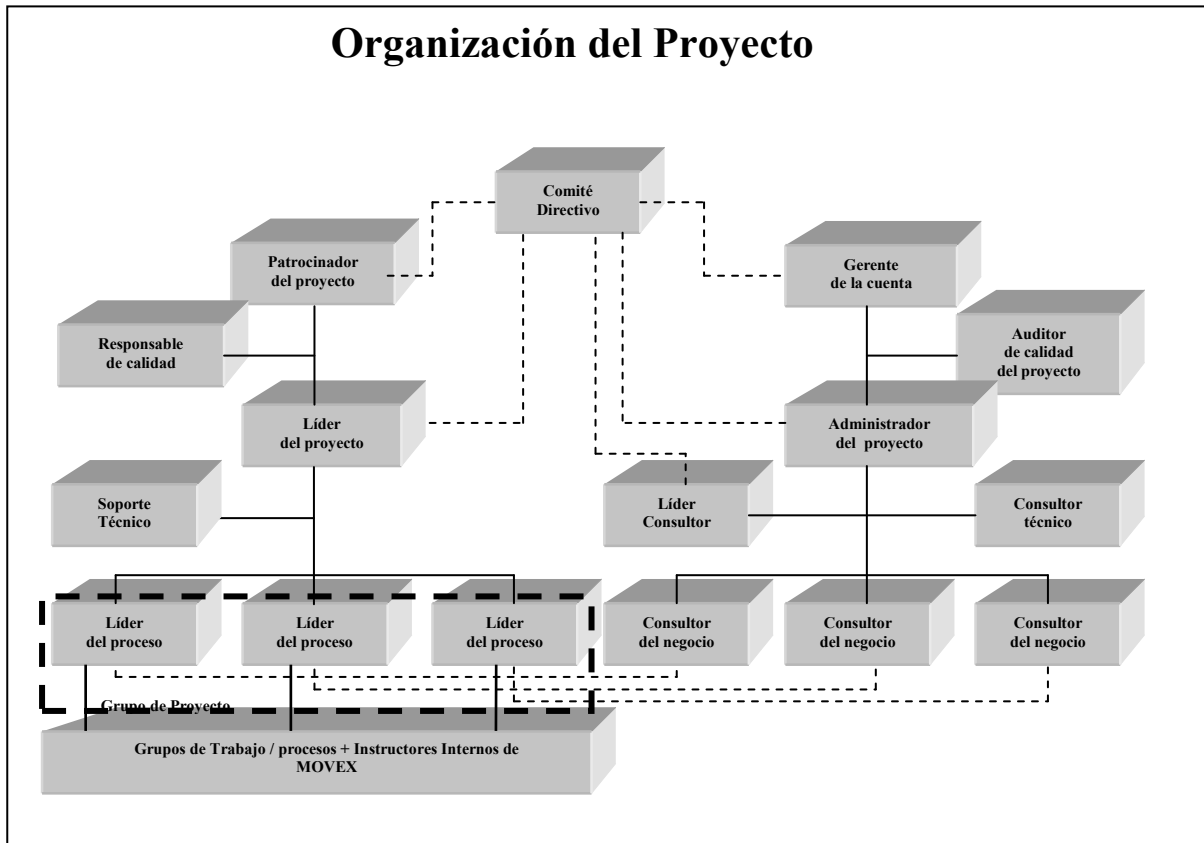 Organización del Proyecto
Comité
Directivo
Patrocinador
del proyecto
Gerente
de la cuenta
Responsable
de calidad
Auditor
de calidad
del proyecto
Líder
del proyecto
Administrador
del proyecto
Soporte
Técnico
Líder
Consultor
Consultor
técnico
Líder
del proceso
Líder
del proceso
Líder
del proceso
Consultor
del negocio
Consultor
del negocio
Consultor
del negocio
Grupo de Proyecto
Grupos de Trabajo / procesos + Instructores Internos de
MOVEX